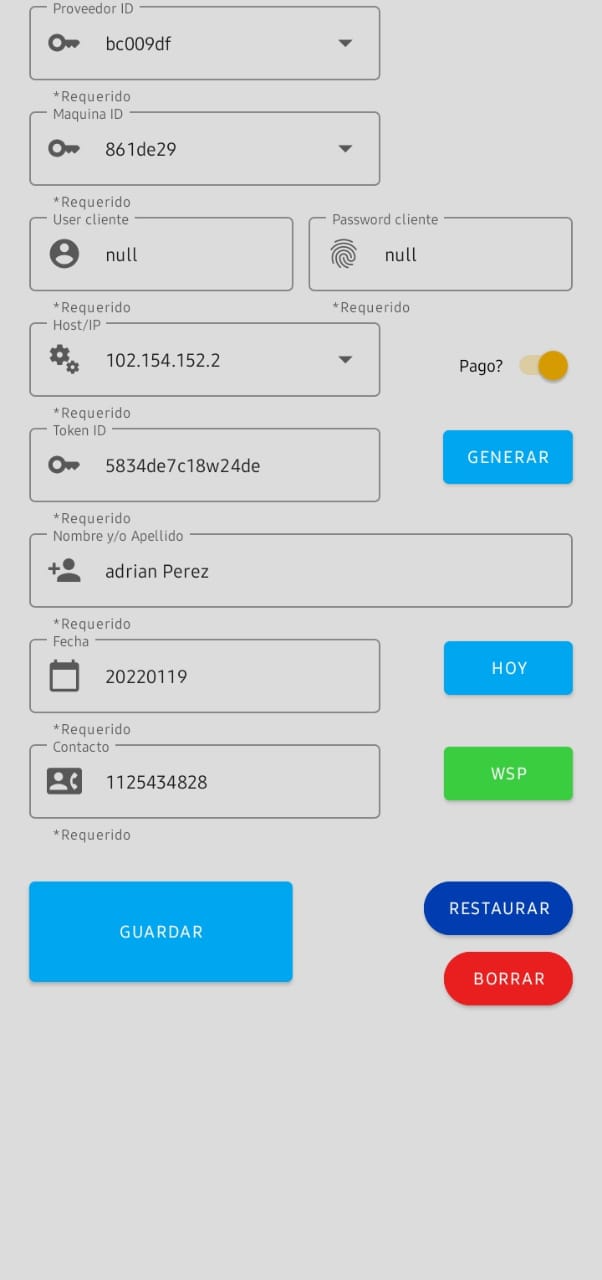 Proveedor ID
bc009df
*Requerido
Maquina ID
861de29
*Requerido
User cliente
null
*Requerido
Password cliente
null
*Requerido
Host/IP
102.154.152.2
*Requerido
Pago?
Token ID
5834de7c18w24de
*Requerido
GENERAR
Nombre y/o Apellido
adrian Perez
*Requerido
Fecha
20220119
*Requerido
HOY
Contacto
1125434828
*Requerido
WSP
GUARDAR
RESTAURAR
BORRAR